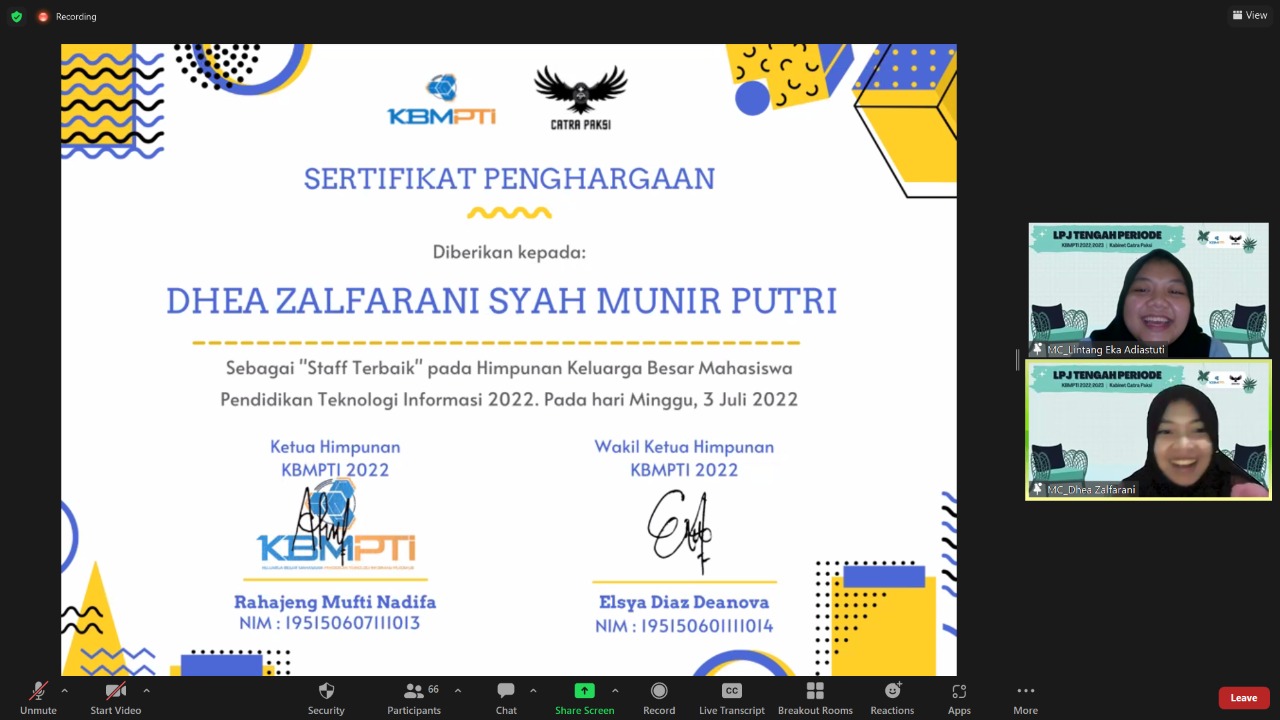 Recording
View
KBMPTI
CATRA PAKSI
SERTIFIKAT PENGHARGAAN
Diberikan kepada:
DHEA ZALFARANI SYAH MUNIR PUTRI
Sebagai "Staff Terbaik" pada Himpunan Keluarga Besar Mahasiswa
Pendidikan Teknologi Informasi 2022. Pada hari Minggu, 3 Juli 2022
Ketua Himpunan
KBMPTI 2022
Wakil Ketua Himpunan
KBMPTI 2022
KBMPTI
Rahajeng Mufti Nadifa
NIM : 195150607111013
Elsya Diaz Deanova
NIM : 195150601111014
LPJ TENGAH PERIODE
KBMPTI 2022/2023 | Kabinet Catra Paksi
MC_Lintang Eka Adiastuti
LPJ TENGAH PERIODE
KBMPTI 2022/2023 | Kabinet Catra Paksi
MC_Dhea Zalfarani
Unmute
Start Video
Security
66
Participants
Chat
Share Screen
Record
CC
Live Transcript
Breakout Rooms
Reactions
Apps
More
Leave